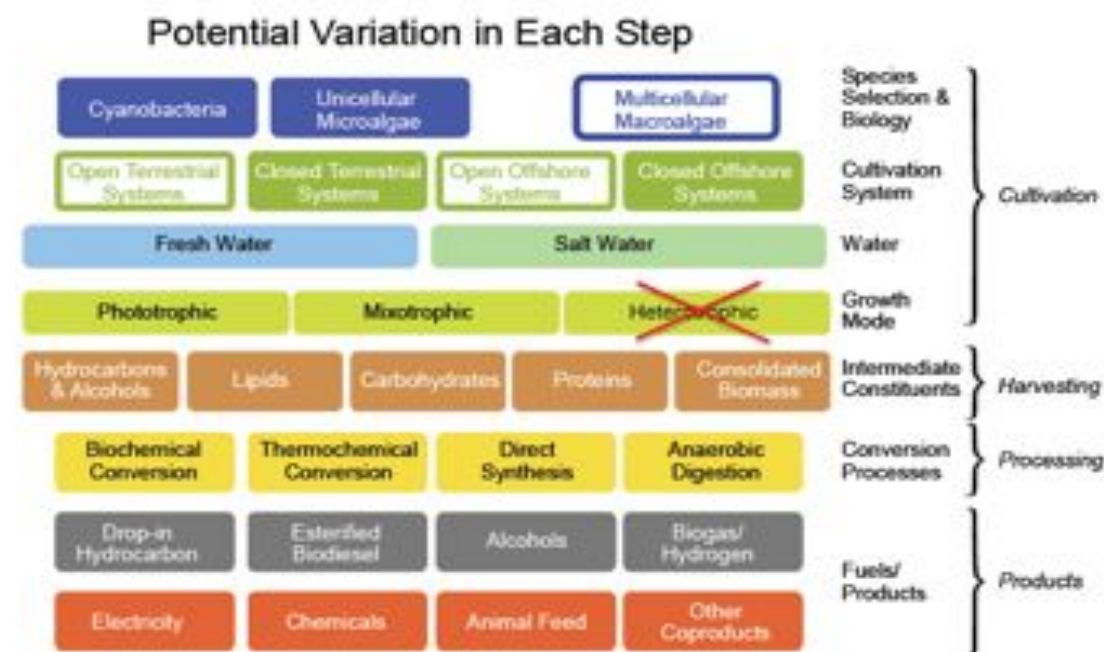 Potential Variation in Each Step
Cyanobacteria
Unicellular
Microalgae
Multicellular
Macroalgae
Species
Selection &
Biology
Open Terrestrial
Systems
Closed Terrestrial
Systems
Open Offshore
Systems
Closed Offshore
Systems
Cultivation
System
Cultivation
Fresh Water
Salt Water
Water
Phototrophic
Mixotrophic
Heterotrophic
Growth
Mode
Hydrocarbons
& Alcohols
Lipids
Carbohydrates
Proteins
Consolidated
Biomass
Intermediate
Constituents
Harvesting
Biochemical
Conversion
Thermochemical
Conversion
Direct
Synthesis
Anaerobic
Digestion
Conversion
Processes
Processing
Drop-in
Hydrocarbon
Esterified
Biodiesel
Alcohols
Biogas/
Hydrogen
Fuels/
Products
Products
Electricity
Chemicals
Animal Feed
Other
Coproducts